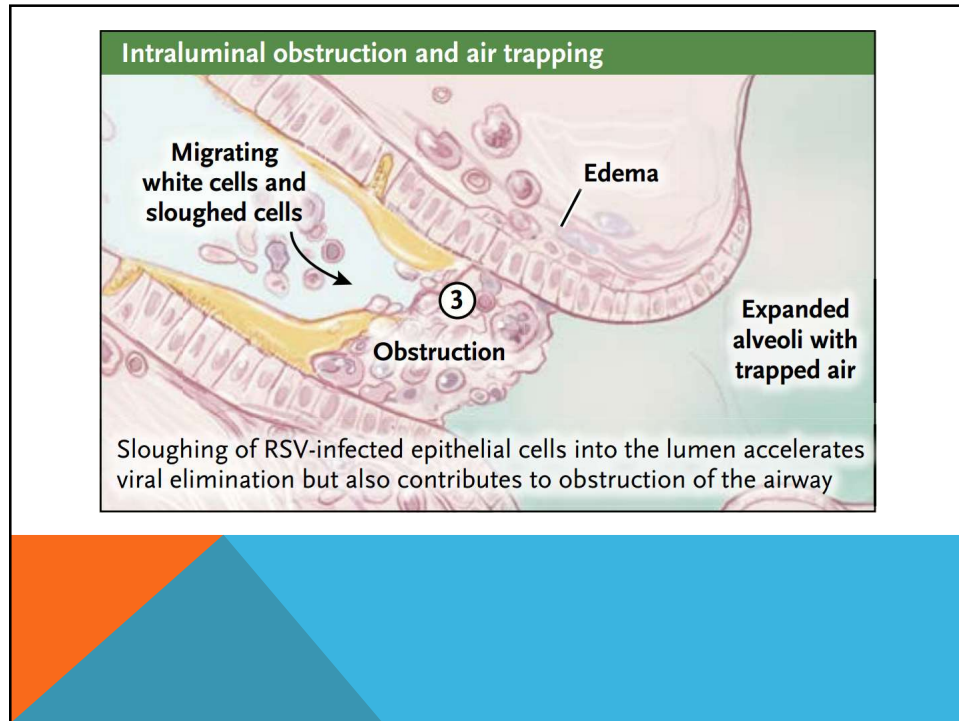 Intraluminal obstruction and air trapping
Migrating
white cells and
sloughed cells
Edema
3
Obstruction
Expanded
alveoli with
trapped air
Sloughing of RSV-infected epithelial cells into the lumen accelerates
viral elimination but also contributes to obstruction of the airway